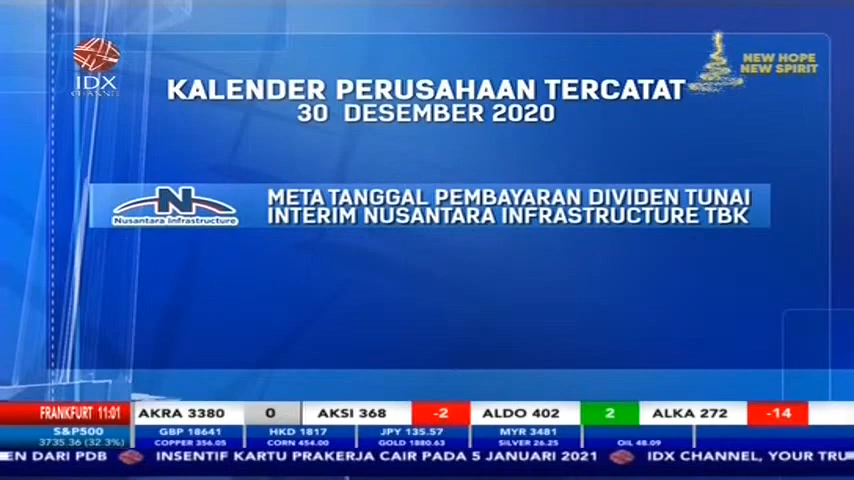 IDX
CHANNEL
NEW HOPE
NEW SPIRIT
KALENDER PERUSAHAAN TERCATAT
30 DESEMBER 2020
N
Nusantara Infrastructure
META TANGGAL PEMBAYARAN DIVIDEN TUNAI
INTERIM NUSANTARA INFRASTRUCTURE TBK
FRANKFURT 11:01 AKRA 3380 0 AKSI 368 -2 ALDO 402 2 ALKA 272 -14
S&P500 GBP 18641 HKD 1817 JPY 135.57 MYR 3481
3735.36 (32.3%) COPPER 356.05 CORN 454.00 GOLD 1880.63 SILVER 26.25 OIL 48.09
EN DARI PDB INSENTIF KARTU PRAKERJA CAIR PADA 5 JANUARI 2021 IDX CHANNEL, YOUR TRU